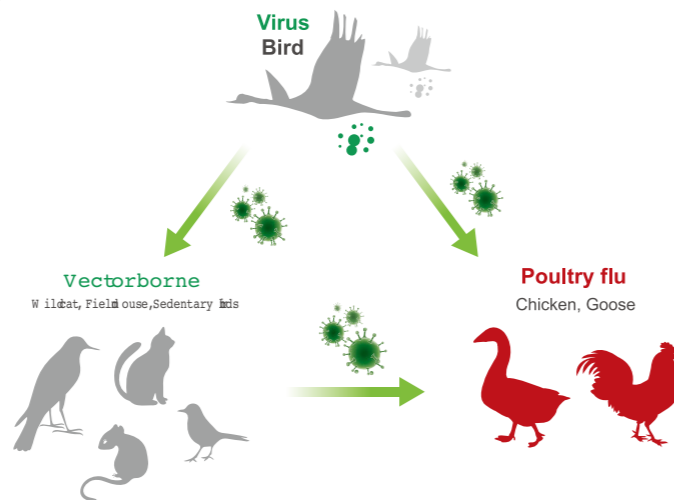 Virus
Bird
Vectorborne
Wildcat, Fieldmouse,Sedentary birds
Poultry flu
Chicken, Goose